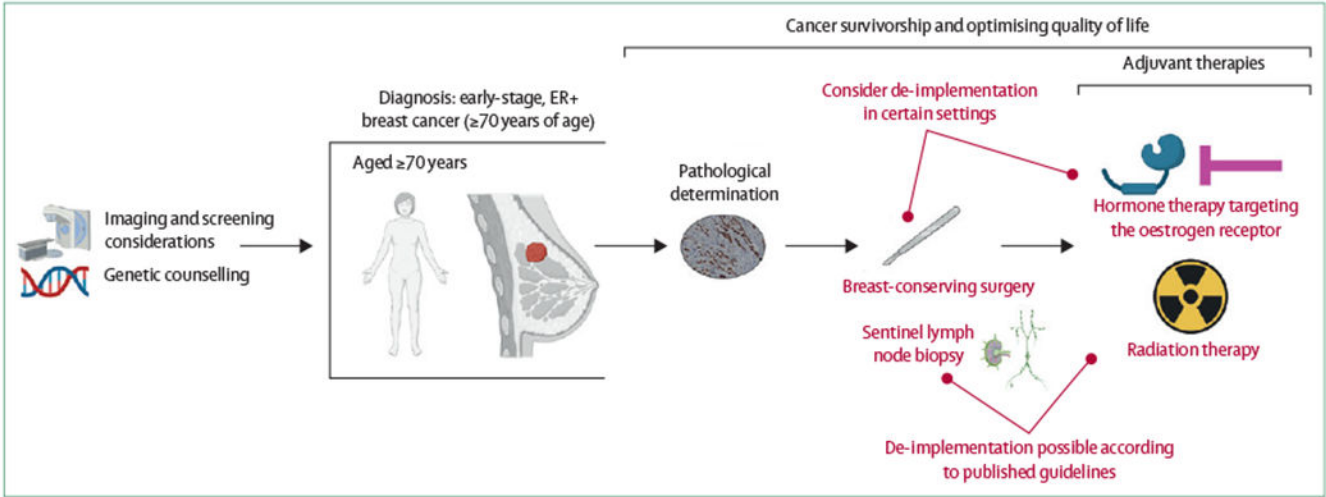 Cancer survivorship and optimising quality of life
Adjuvant therapies
Consider de-implementation
in certain settings
Diagnosis: early-stage, ER+
breast cancer (≥70 years of age)
Aged ≥70 years
Pathological
determination
Imaging and screening
considerations
Genetic counselling
Hormone therapy targeting
the oestrogen receptor
Breast-conserving surgery
Sentinel lymph
node biopsy
Radiation therapy
De-implementation possible according
to published guidelines